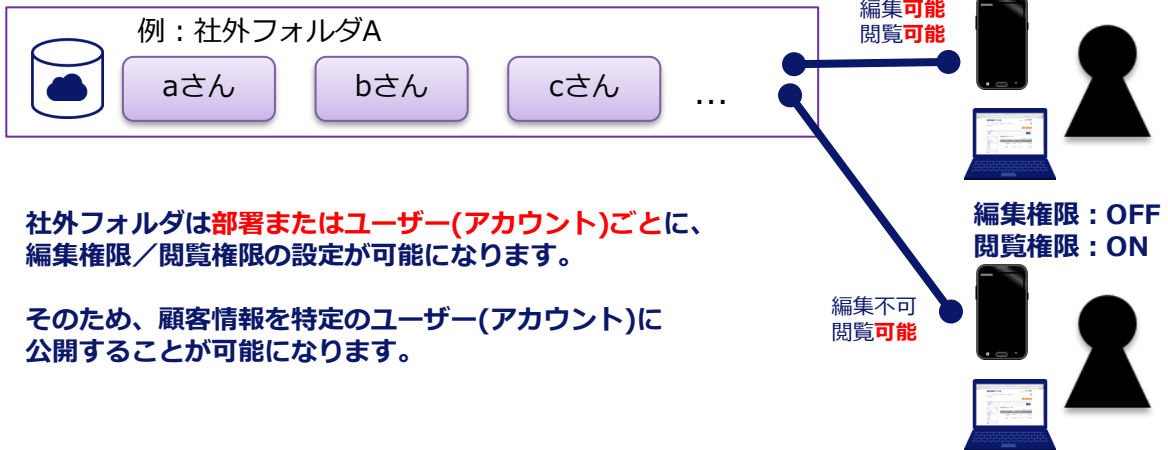 例：社外フォルダA
aさん
bさん
cさん
…
編集可能
閲覧可能
社外フォルダは部署またはユーザー(アカウント)ごとに、
編集権限／閲覧権限の設定が可能になります。
そのため、顧客情報を特定のユーザー(アカウント)に
公開することが可能になります。
編集権限：OFF
閲覧権限：ON
編集不可
閲覧可能